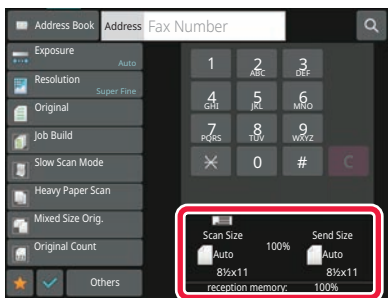 Address Book
Address
Fax Number
Exposure
Auto
Resolution
Super Fine
Original
Job Build
Slow Scan Mode
Heavy Paper Scan
Mixed Size Orig.
Original Count
Others
1
2
ABC
3
DEF
4
GHI
5
JKL
6
MNO
7
PQRS
8
TUV
9
WXYZ
0
#
C
Scan Size
100%
Send Size
Auto
Auto
8½x11
8½x11
reception memory: 100%